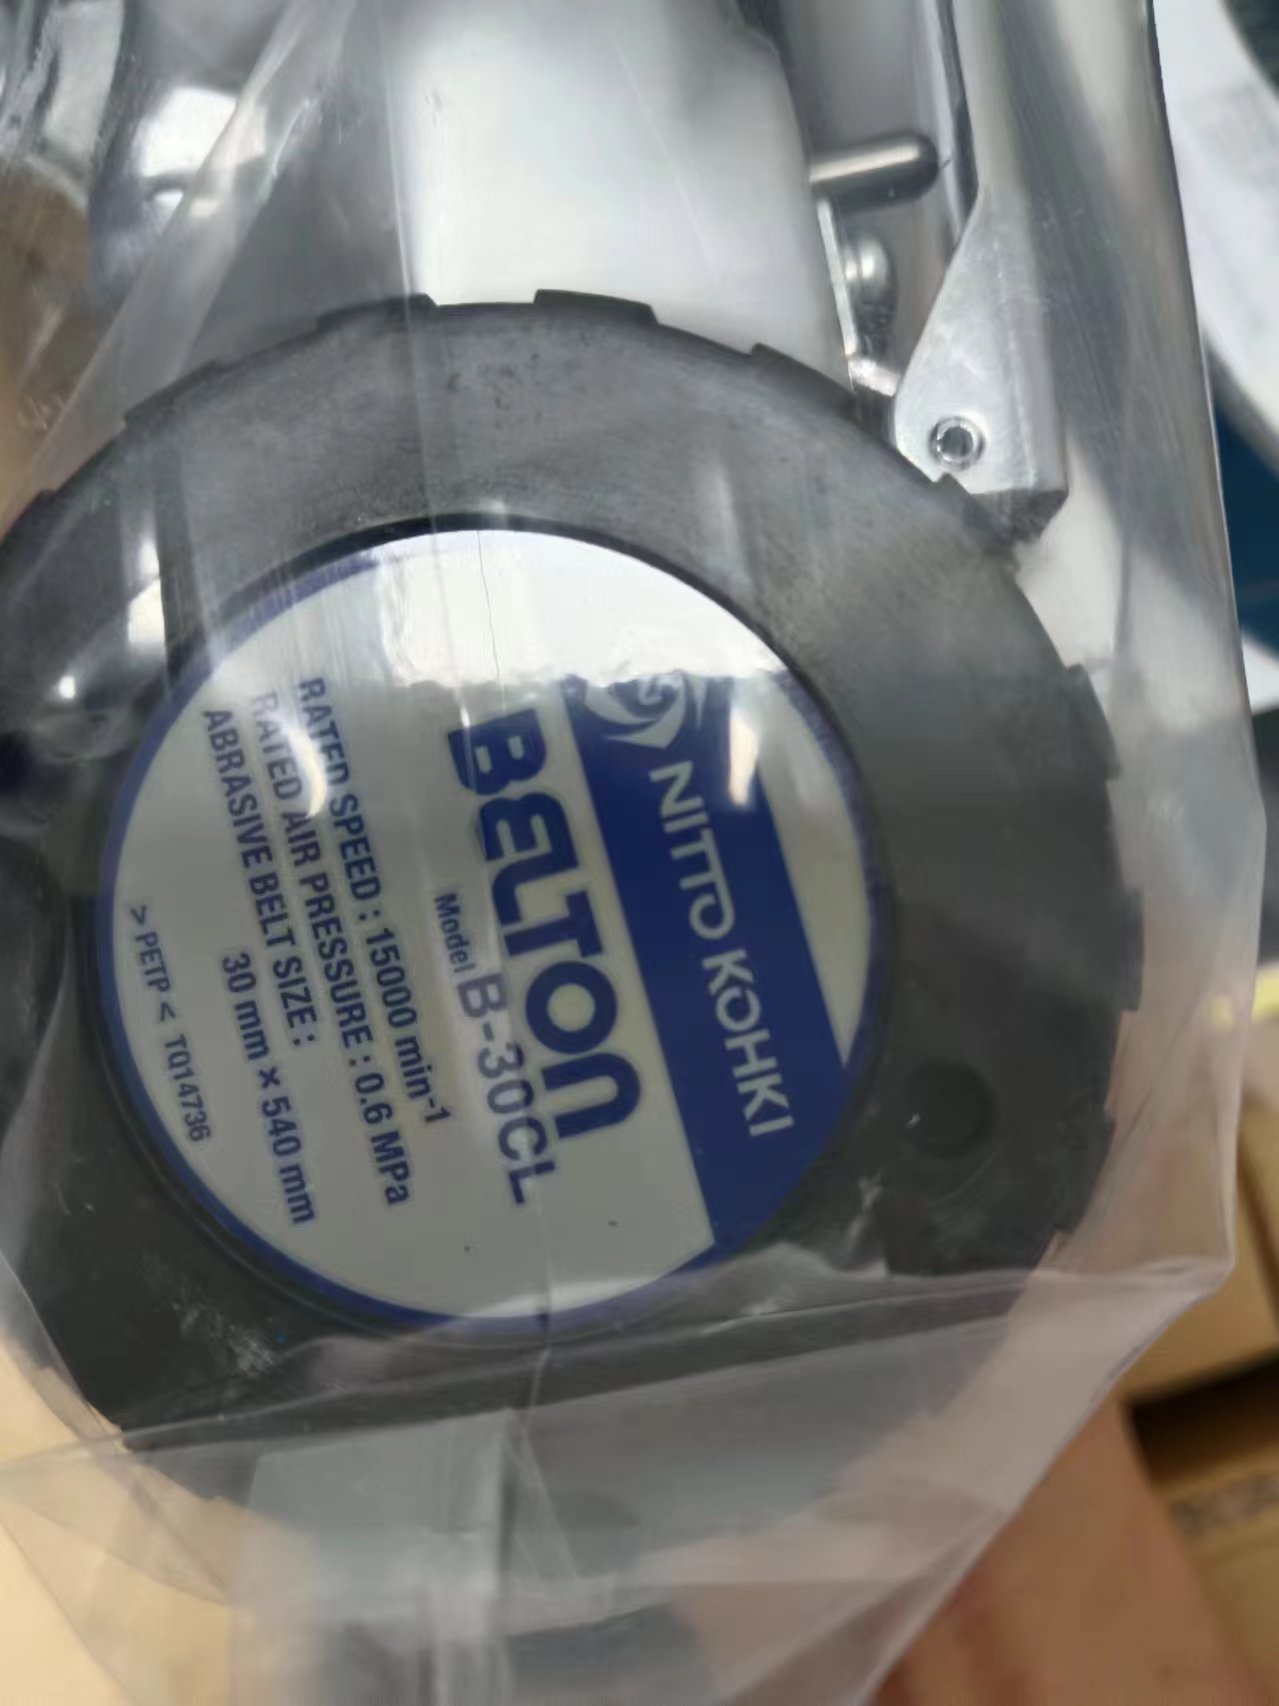 NITTO KOHKI
BELTON
Model B-30CL
RATED SPEED : 15000 min-1
RATED AIR PRESSURE : 0.6 MPa
ABRASIVE BELT SIZE :
30 mm × 540 mm
>PETP< TQ14736